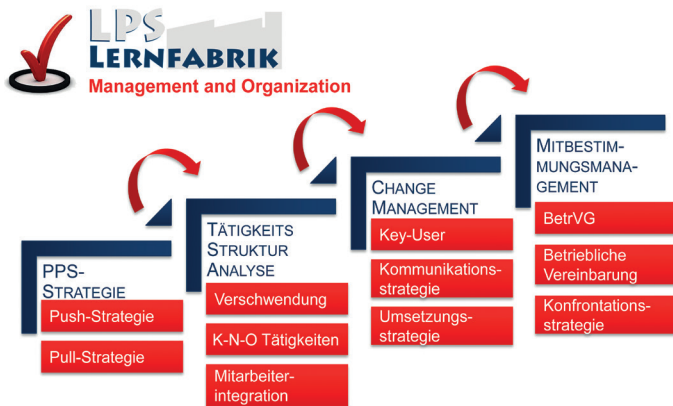 LPS
LERNFABRIK
Management and Organization
PPS-
STRATEGIE
Push-Strategie
Pull-Strategie
TÄTIGKEITS
STRUKTUR
ANALYSE
Verschwendung
K-N-O Tätigkeiten
Mitarbeiter-
integration
CHANGE
MANAGEMENT
Key-User
Kommunikations-
strategie
Umsetzungs-
strategie
MITBESTIM-
MUNGSMANA-
GEMENT
BetrVG
Betriebliche
Vereinbarung
Konfrontations-
strategie